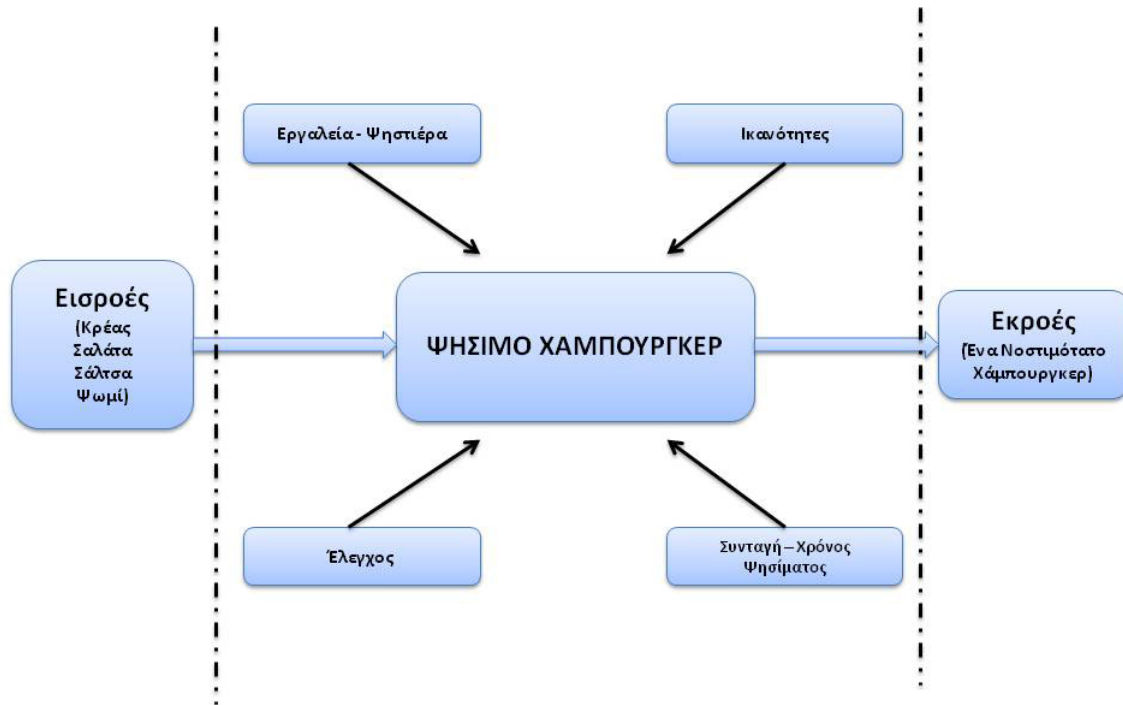 Εργαλεία - Ψηστιέρα
Ικανότητες
Εισροές
(Κρέας
Σαλάτα
Σάλτσα
Ψωμί)
ΨΗΣΙΜΟ ΧΑΜΠΟΥΡΓΚΕΡ
Εκροές
(Ένα Νοστιμότατο
Χάμπουργκερ)
Έλεγχος
Συνταγή – Χρόνος
Ψησίματος